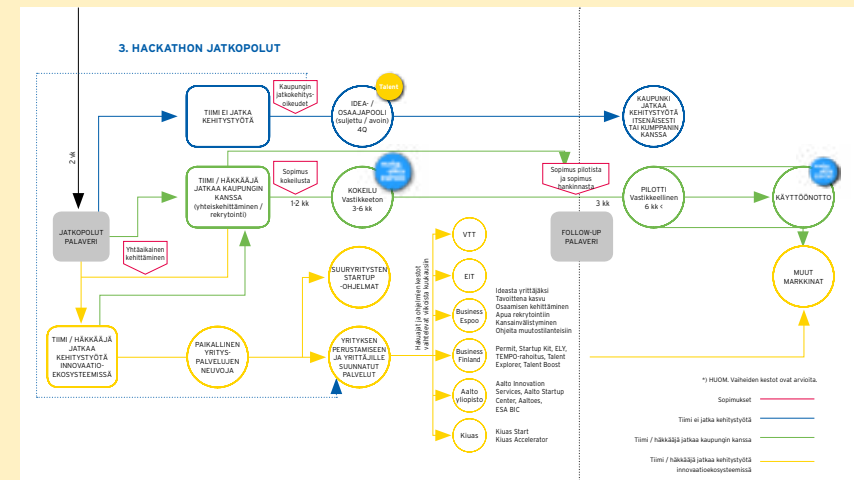 3. HACKATHON JATKOPOLUT
2 vk
JATKOPOLUT
PALAVERI
TIIMI EI JATKA
KEHITYSTYÖTÄ
Kaupungin
jatkokehitys-
oikeudet
Talent
IDEA- /
OSAAJAPOOLI
(suljettu / avoin)
4Q
KAUPUNKI
JATKAA
KEHITYSTYÖTÄ
ITSENÄISESTI
TAI KUMPPANIN
KANSSA
TIIMI / HÄKKÄÄJÄ
JATKAA KAUPUNGIN
KANSSA
(yhteiskehittäminen /
rekrytointi)
Sopimus
kokeilusta
1-2 kk
KOKEILU
Vastikkeeton
3-6 kk
Sopimus pilotista
ja sopimus
hankinnasta
3 kk
PILOTTI
Vastikkeellinen
6 kk <
KÄYTTÖÖNOTTO
Yhtäaikainen
kehittäminen
FOLLOW-UP
PALAVERI
MUUT
MARKKINAT
SUURYRITYSTEN
STARTUP
-OHJELMAT
TIIMI / HÄKKÄÄJÄ
JATKAA
KEHITYSTYÖTÄ
INNOVAATIO-
EKOSYSTEEMISSÄ
PAIKALLINEN
YRITYS-
PALVELUJEN
NEUVOJA
YRITYKSEN
PERUSTAMISEEN
JA YRITTÄJILLE
SUUNNATUT
PALVELUT
Hakuajat ja ohjelmien kestot
vaihtelevat viikoista kuukausiin
VTT
EIT
Business
Espoo
Ideasta yrittäjäksi
Tavoittena kasvu
Osaamisen kehittäminen
Apua rekrytointiin
Kansainvälistyminen
Ohjeita muutostilanteisiin
Business
Finland
Permit, Startup Kit, ELY,
TEMPO-rahoitus, Talent
Explorer, Talent Boost
Aalto
yliopisto
Aalto Innovation
Services, Aalto Startup
Center, Aaltoes,
ESA BIC
Kiuas
Kiuas Start
Kiuas Accelerator
*) HUOM. Vaiheiden kestot ovat arvioita.
Sopimukset
Tiimi ei jatka kehitystyötä
Tiimi / häkkääjä jatkaa kaupungin kanssa
Tiimi / häkkääjä jatkaa kehitystyötä
innovaatioekosysteemissä